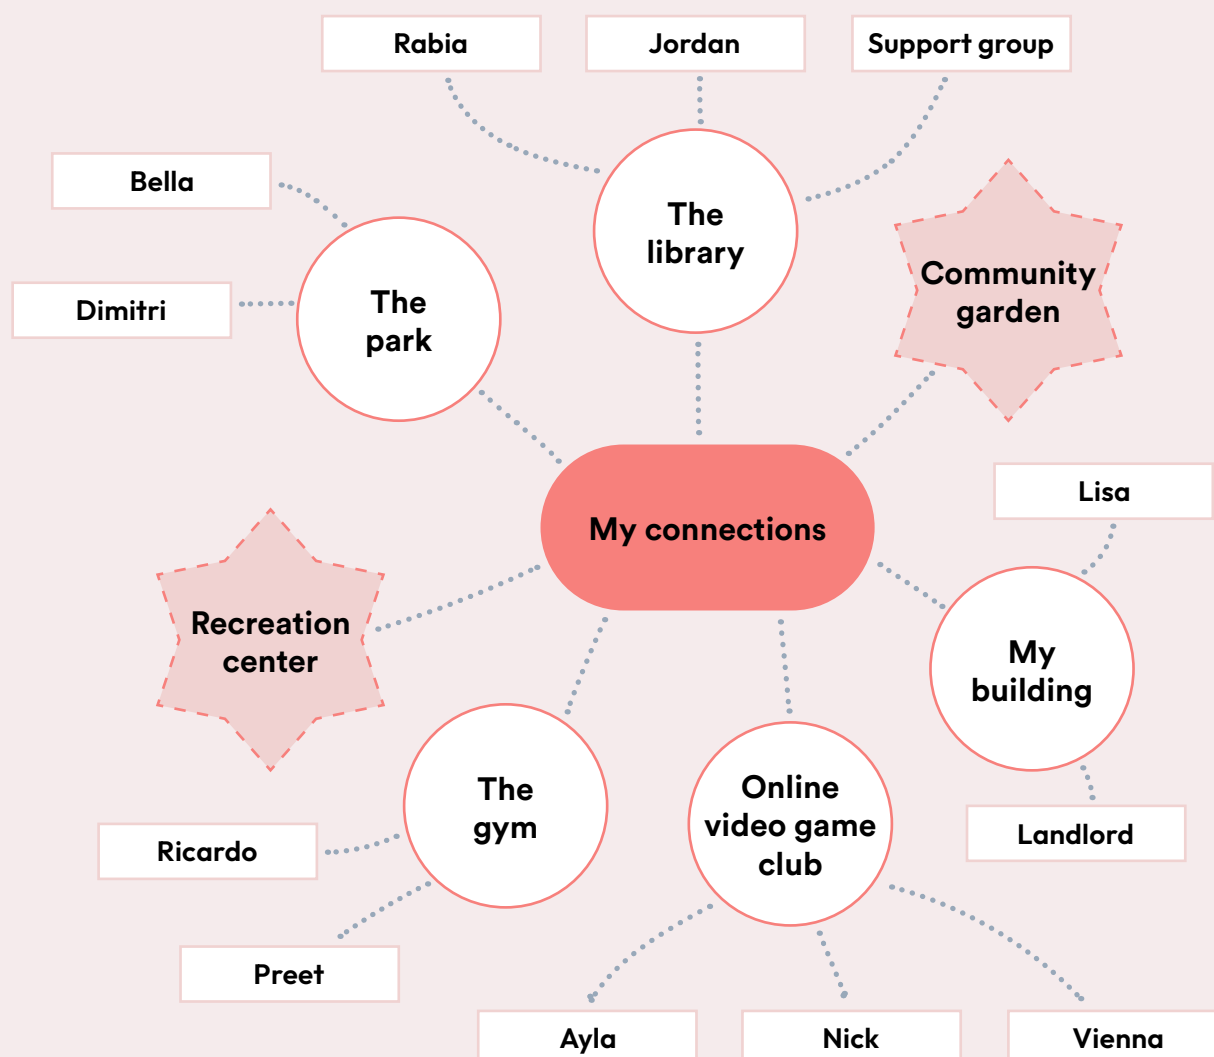 Rabia
Jordan
Support group
Bella
The
library
Community
garden
Dimitri
The
park
Lisa
My connections
Recreation
center
My
building
The
gym
Online
video game
club
Landlord
Ricardo
Preet
Ayla
Nick
Vienna